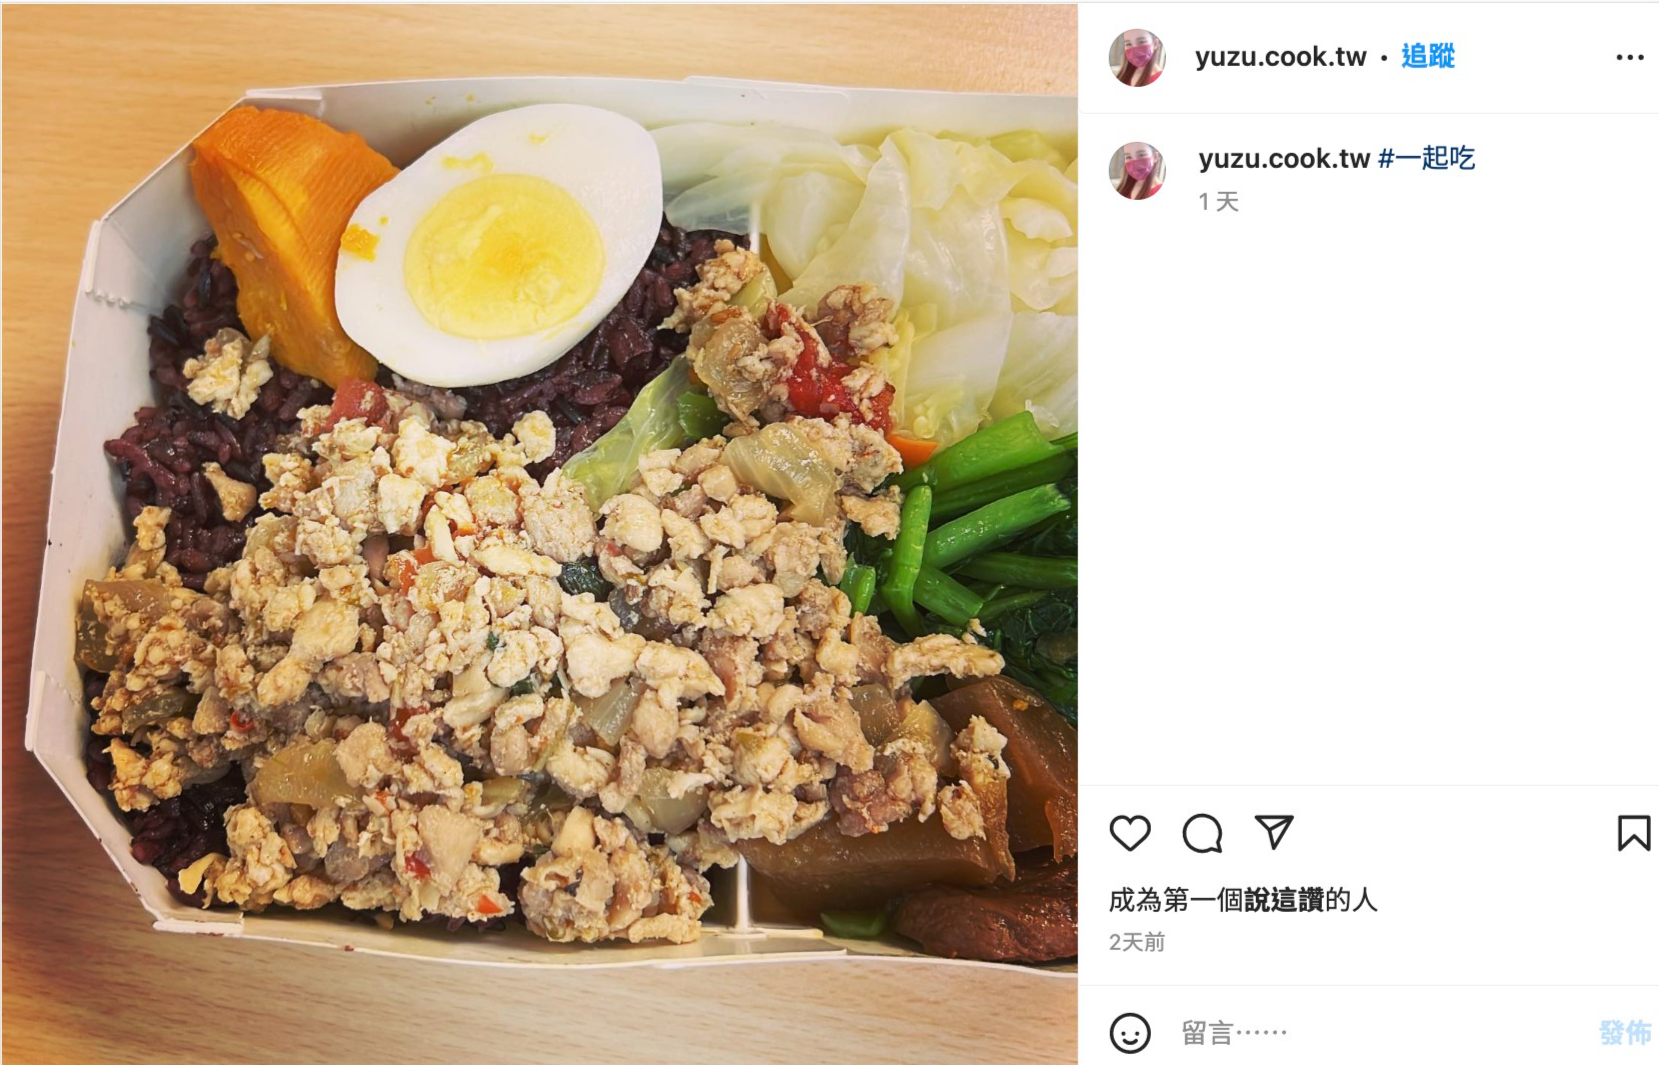 yuzu.cook.tw • 追蹤
yuzu.cook.tw #一起吃
1 天
成為第一個說這讚的人
2天前
留言⋯⋯
發佈